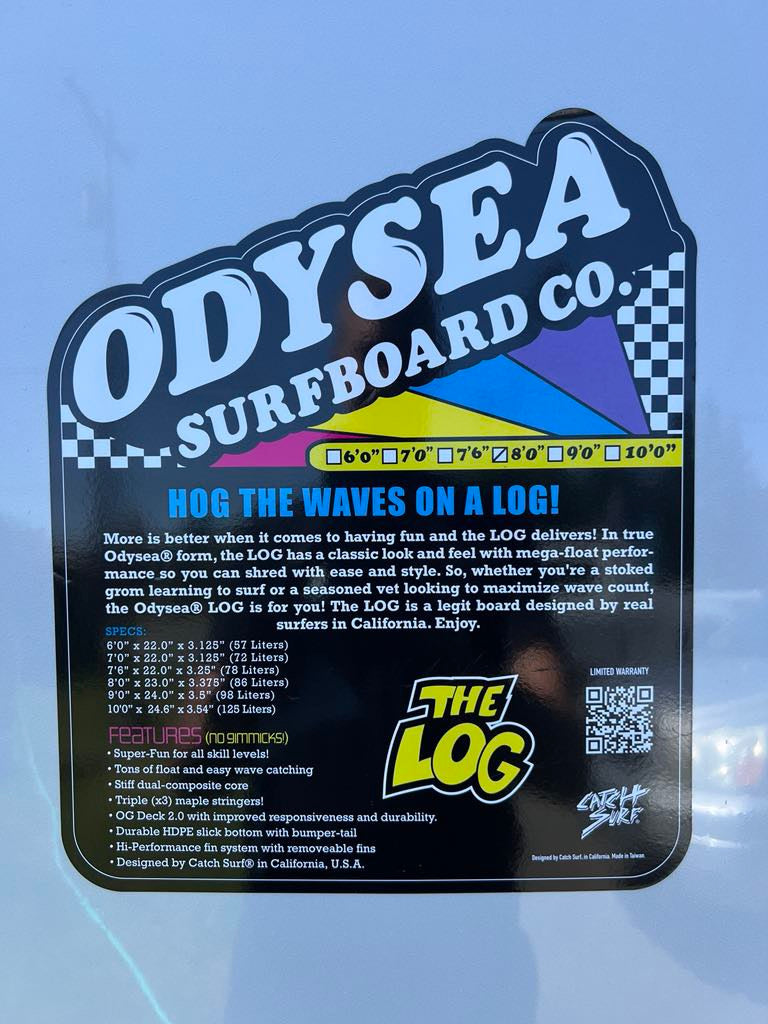 ODYSEA
SURFBOARD CO.
6'0" 7'0" 7'6" 8'0" 9'0" 10'0"
HOG THE WAVES ON A LOG!
More is better when it comes to having fun and the LOG delivers! In true
Odysea® form, the LOG has a classic look and feel with mega-float perfor-
mance so you can shred with ease and style. So, whether you're a stoked
grom learning to surf or a seasoned vet looking to maximize wave count,
the Odysea® LOG is for you! The LOG is a legit board designed by real
surfers in California. Enjoy.
SPECS:
6'0" x 22.0" x 3.125" (57 Liters)
7'0" x 22.0" x 3.125" (72 Liters)
7'6" x 22.0" x 3.25" (78 Liters)
8'0" x 23.0" x 3.375" (86 Liters)
9'0" x 24.0" x 3.5" (98 Liters)
10'0" x 24.6" x 3.54" (125 Liters)
FEATURES (NO GIMMICKS!)
• Super-Fun for all skill levels!
• Tons of float and easy wave catching
• Stiff dual-composite core
• Triple (x3) maple stringers!
• OG Deck 2.0 with improved responsiveness and durability.
• Durable HDPE slick bottom with bumper-tail
• Hi-Performance fin system with removeable fins
• Designed by Catch Surf® in California, U.S.A.
THE
LOG
LIMITED WARRANTY
CATCH
SURF®
Designed by Catch Surf, in California. Made in Taiwan.